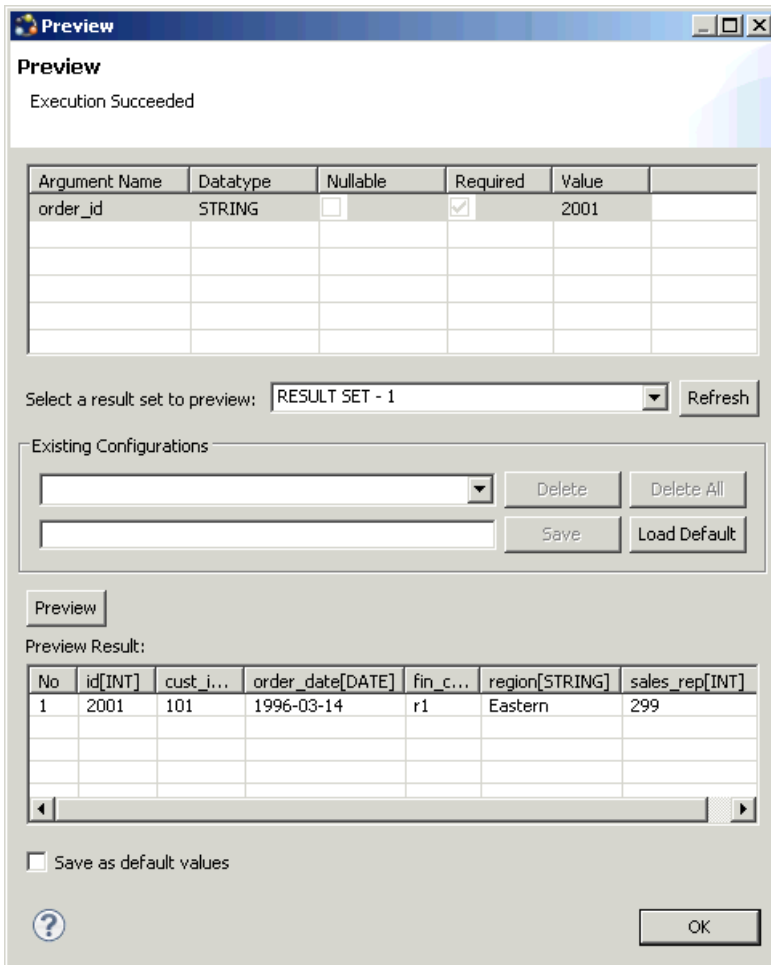 Preview
Preview
Execution Succeeded
Argument Name Datatype Nullable Required Value
order_id STRING 2001
Select a result set to preview: RESULT SET - 1 Refresh
Existing Configurations
Delete Delete All
Save Load Default
Preview
Preview Result:
No id[INT] cust_i... order_date[DATE] fin_c... region[STRING] sales_rep[INT]
1 2001 101 1996-03-14 r1 Eastern 299
Save as default values
? OK